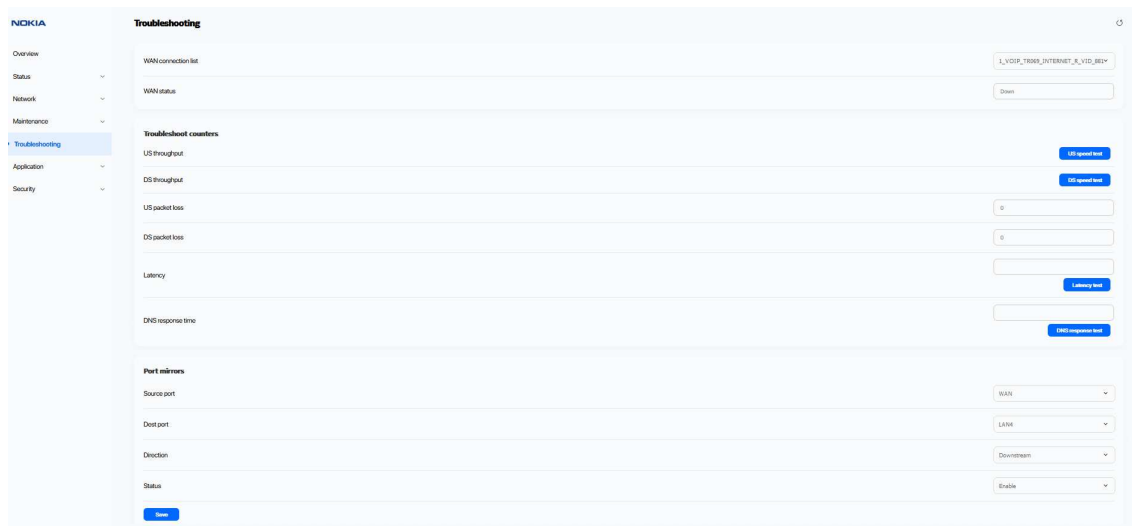 NOKIA
Troubleshooting
Overview
Status
Network
Maintenance
Troubleshooting
Application
Security
WAN connection list
1_VOIP_TR069_INTERNET_R_VID_881
WAN status
Down
Troubleshoot counters
US throughput
US speed test
DS throughput
DS speed test
US packet loss
0
DS packet loss
0
Latency
Latency test
DNS response time
DNS response test
Port mirrors
Source port
WAN
Dest port
LAN4
Direction
Downstream
Status
Enable
Save